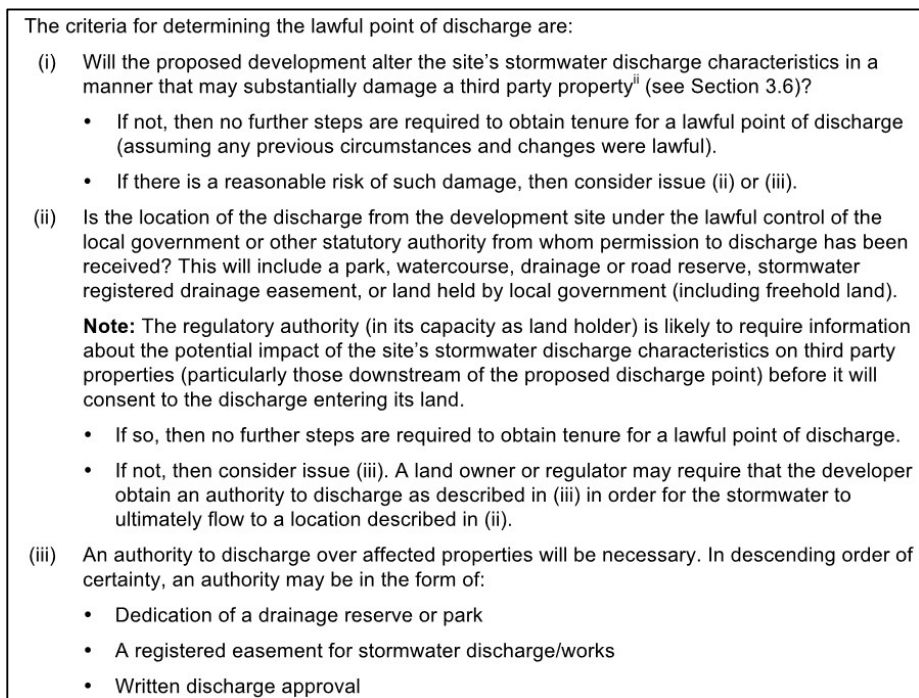 The criteria for determining the lawful point of discharge are:
(i) Will the proposed development alter the site's stormwater discharge characteristics in a
manner that may substantially damage a third party property^ii (see Section 3.6)?
• If not, then no further steps are required to obtain tenure for a lawful point of discharge
(assuming any previous circumstances and changes were lawful).
• If there is a reasonable risk of such damage, then consider issue (ii) or (iii).
(ii) Is the location of the discharge from the development site under the lawful control of the
local government or other statutory authority from whom permission to discharge has been
received? This will include a park, watercourse, drainage or road reserve, stormwater
registered drainage easement, or land held by local government (including freehold land).
Note: The regulatory authority (in its capacity as land holder) is likely to require information
about the potential impact of the site's stormwater discharge characteristics on third party
properties (particularly those downstream of the proposed discharge point) before it will
consent to the discharge entering its land.
• If so, then no further steps are required to obtain tenure for a lawful point of discharge.
• If not, then consider issue (iii). A land owner or regulator may require that the developer
obtain an authority to discharge as described in (iii) in order for the stormwater to
ultimately flow to a location described in (ii).
(iii) An authority to discharge over affected properties will be necessary. In descending order of
certainty, an authority may be in the form of:
• Dedication of a drainage reserve or park
• A registered easement for stormwater discharge/works
• Written discharge approval